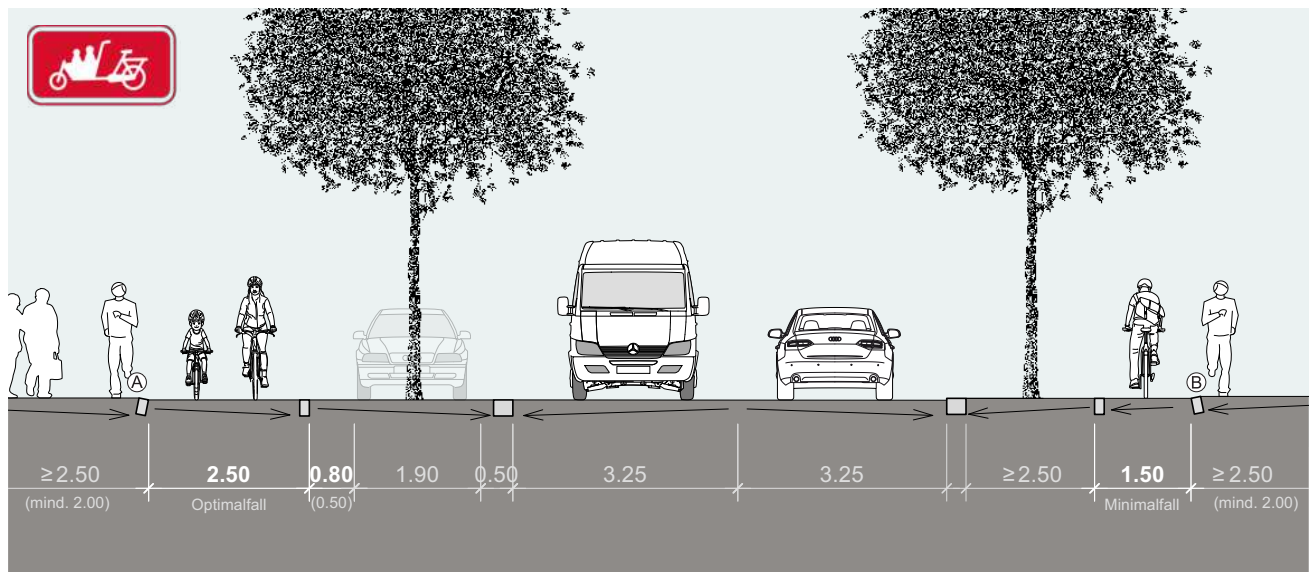 A
B
≥2.50 2.50 0.80 1.90 0.50 3.25 3.25 ≥2.50 1.50 ≥2.50
(mind. 2.00) Optimalfall (0.50) Minimalfall (mind. 2.00)